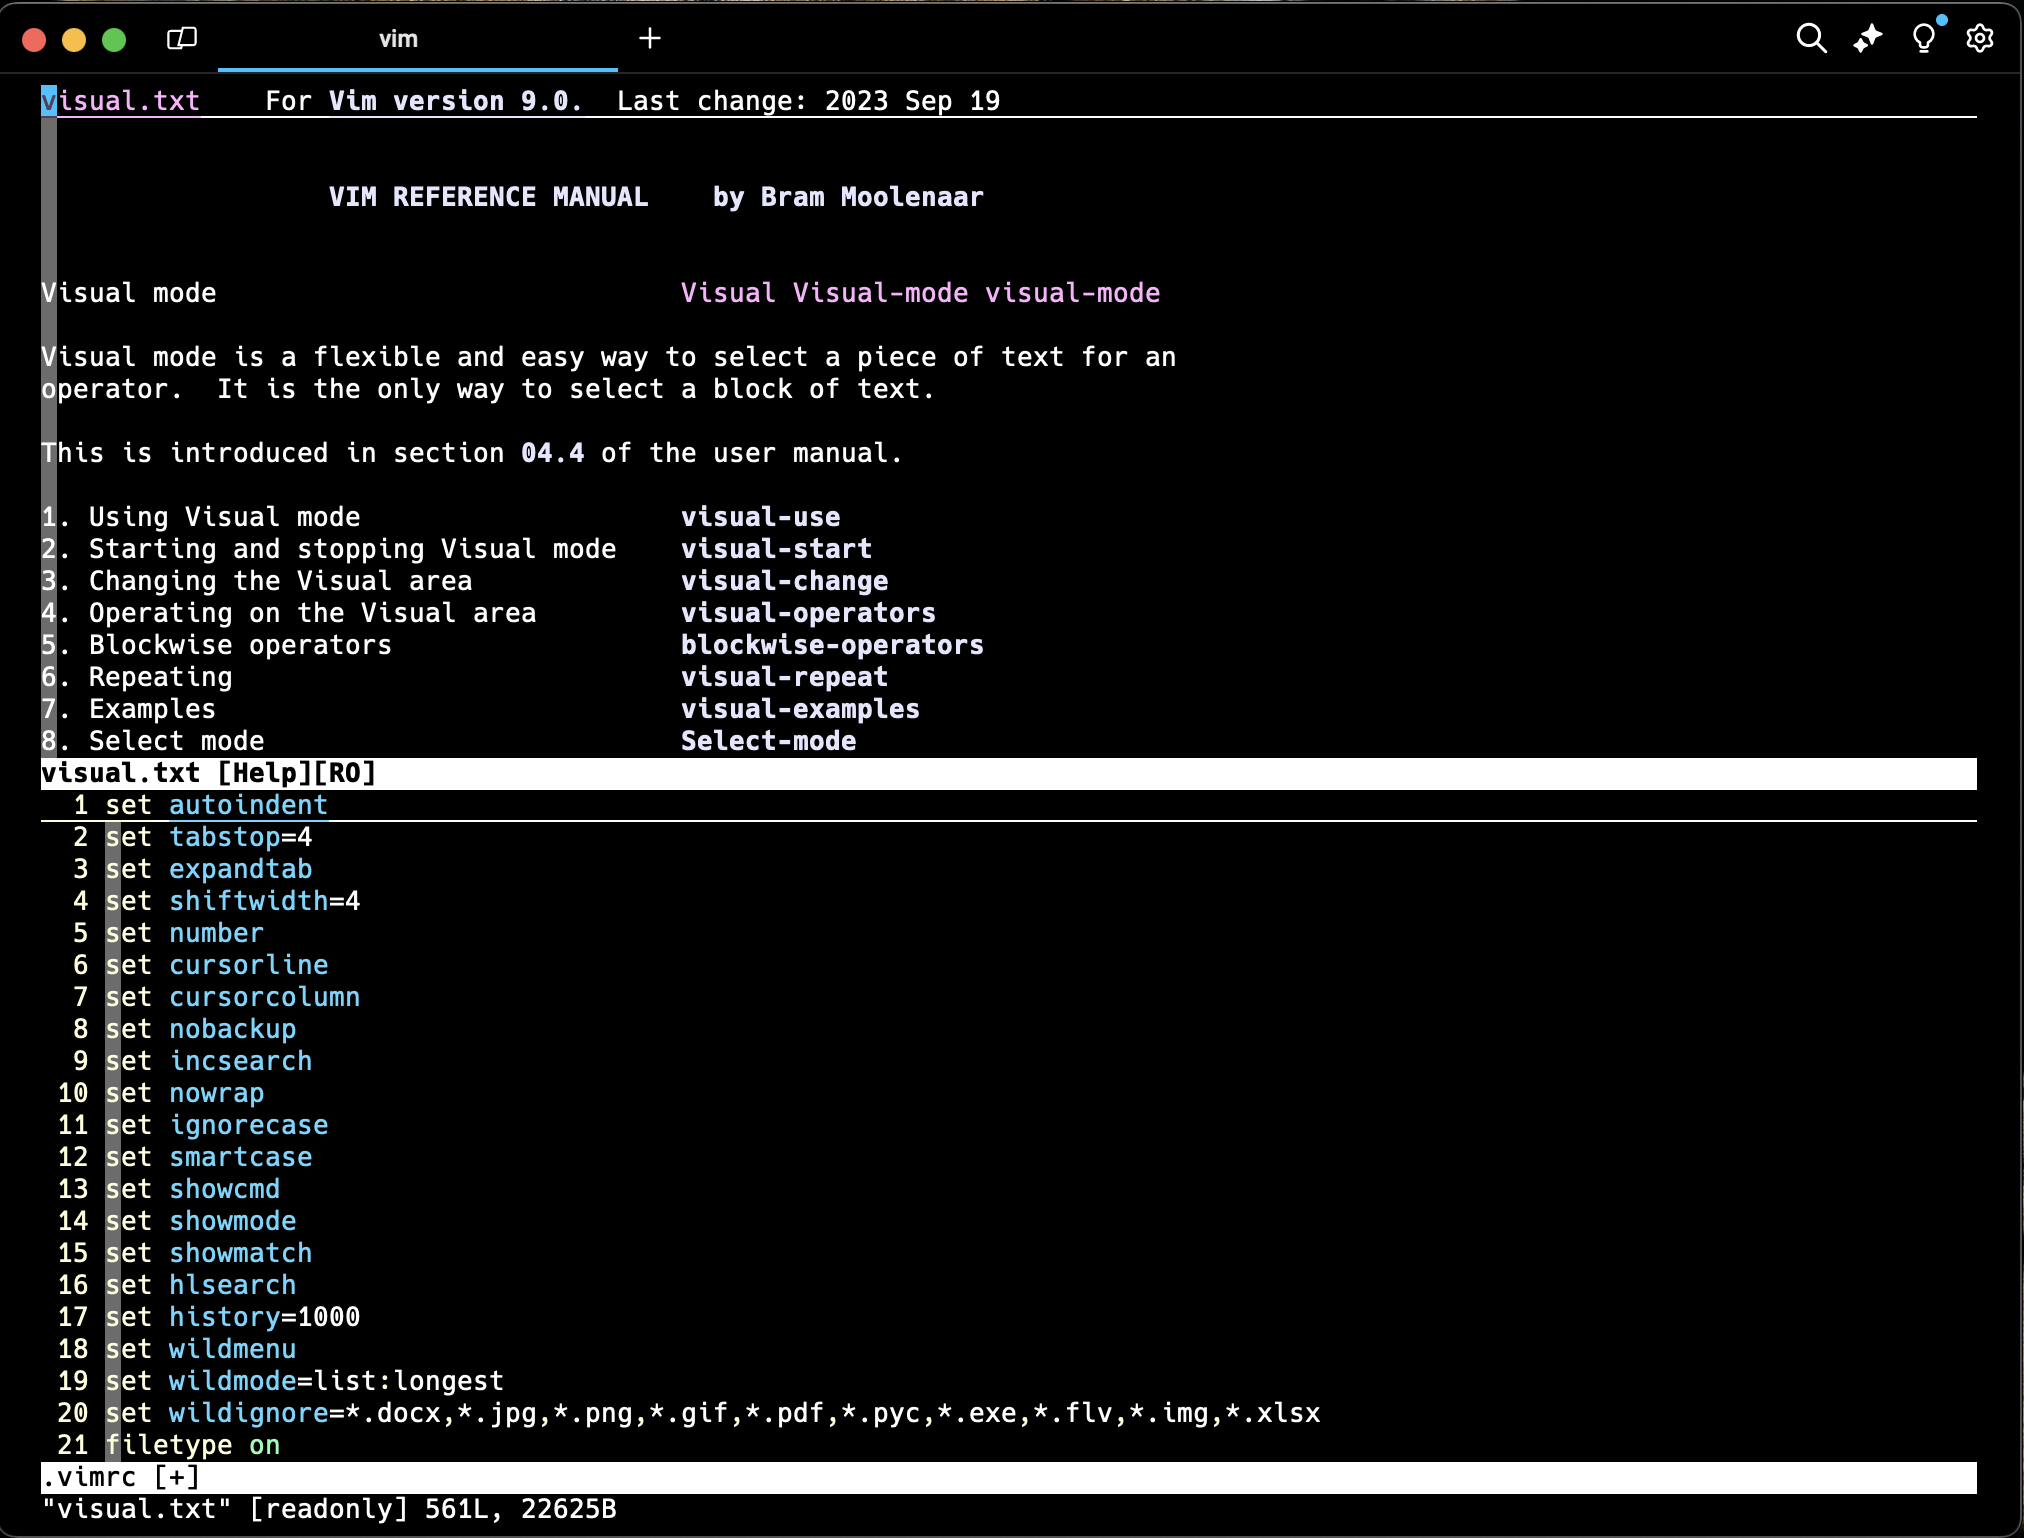 vim
visual.txt    For Vim version 9.0.  Last change: 2023 Sep 19
VIM REFERENCE MANUAL    by Bram Moolenaar
Visual mode                             Visual Visual-mode visual-mode
Visual mode is a flexible and easy way to select a piece of text for an
operator.  It is the only way to select a block of text.
This is introduced in section 04.4 of the user manual.
1. Using Visual mode                    visual-use
2. Starting and stopping Visual mode    visual-start
3. Changing the Visual area             visual-change
4. Operating on the Visual area         visual-operators
5. Blockwise operators                  blockwise-operators
6. Repeating                            visual-repeat
7. Examples                             visual-examples
8. Select mode                          Select-mode
visual.txt [Help][RO]
1 set autoindent
2 set tabstop=4
3 set expandtab
4 set shiftwidth=4
5 set number
6 set cursorline
7 set cursorcolumn
8 set nobackup
9 set incsearch
10 set nowrap
11 set ignorecase
12 set smartcase
13 set showcmd
14 set showmode
15 set showmatch
16 set hlsearch
17 set history=1000
18 set wildmenu
19 set wildmode=list:longest
20 set wildignore=*.docx,*.jpg,*.png,*.gif,*.pdf,*.pyc,*.exe,*.flv,*.img,*.xlsx
21 filetype on
.vimrc [+]
"visual.txt" [readonly] 561L, 22625B